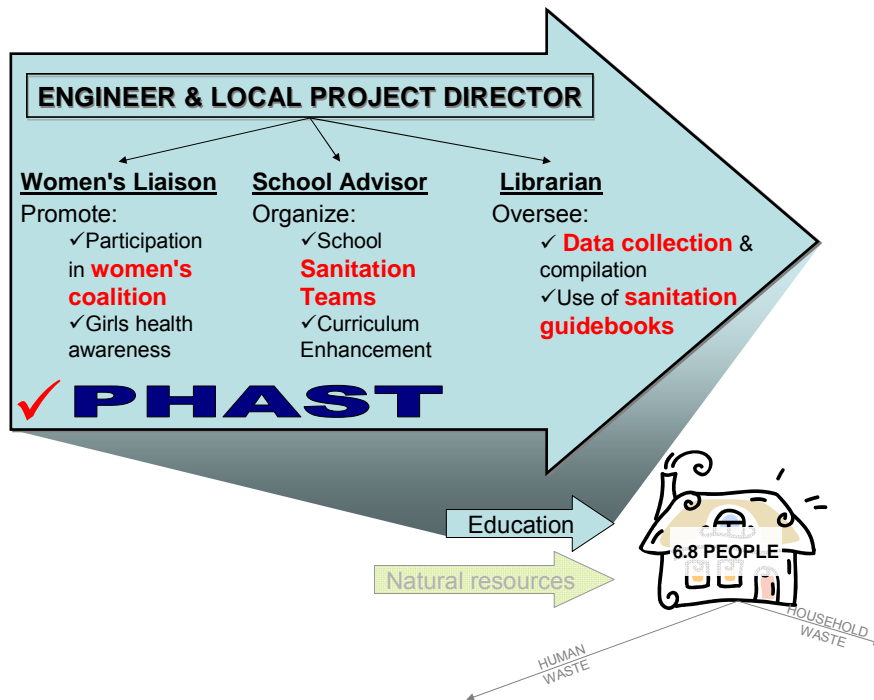 ENGINEER & LOCAL PROJECT DIRECTOR
Women's Liaison
Promote:
✓Participation
in women's
coalition
✓Girls health
awareness
School Advisor
Organize:
✓School
Sanitation
Teams
✓Curriculum
Enhancement
Librarian
Oversee:
✓ Data collection &
compilation
✓Use of sanitation
guidebooks
✓ PHAST
Education
6.8 PEOPLE
Natural resources
HUMAN
WASTE
HOUSEHOLD
WASTE